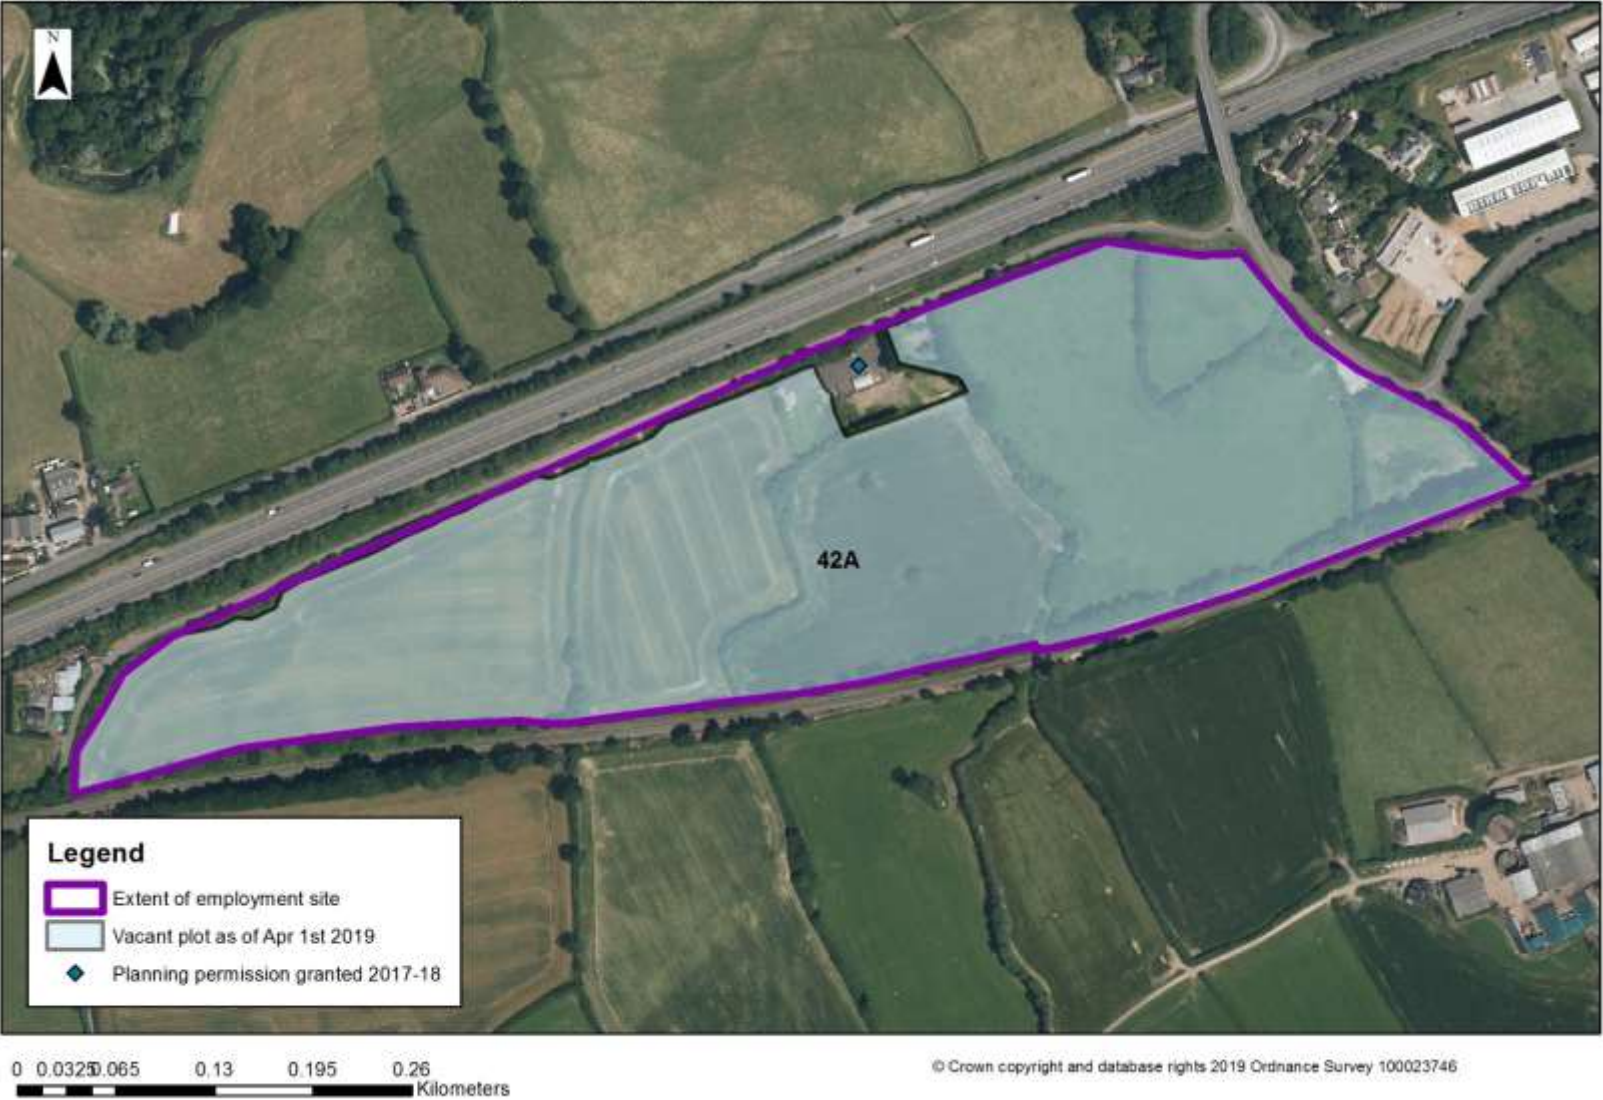 N
42A
Legend
Extent of employment site
Vacant plot as of Apr 1st 2019
Planning permission granted 2017-18
0 0.0325 0.065 0.13 0.195 0.26
Kilometers
© Crown copyright and database rights 2019 Ordnance Survey 100023746